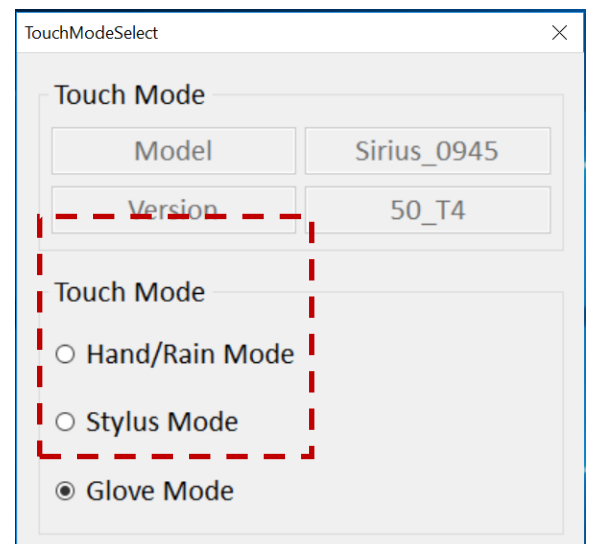 TouchModeSelect
Touch Mode
Model Sirius_0945
Version 50_T4
Touch Mode
Hand/Rain Mode
Stylus Mode
Glove Mode